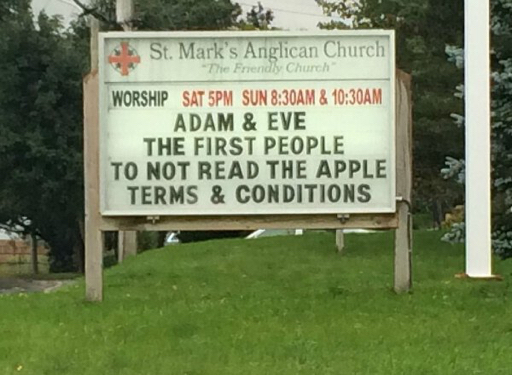 St. Mark's Anglican Church
"The Friendly Church"
WORSHIP SAT 5PM SUN 8:30AM & 10:30AM
ADAM & EVE
THE FIRST PEOPLE
TO NOT READ THE APPLE
TERMS & CONDITIONS